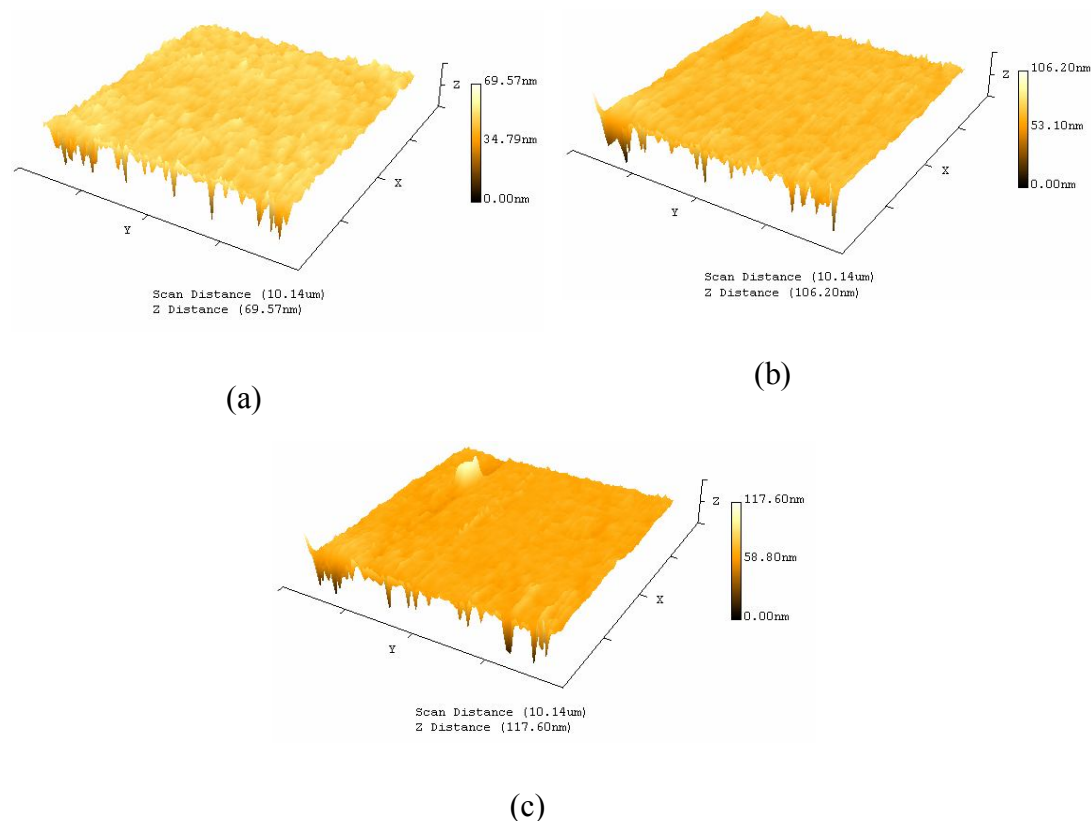 69.57nm
Z
34.79nm
0.00nm
X
Y
Scan Distance (10.14um)
Z Distance (69.57nm)
(a)
106.20nm
Z
53.10nm
0.00nm
X
Y
Scan Distance (10.14um)
Z Distance (106.20nm)
(b)
117.60nm
Z
58.80nm
0.00nm
X
Y
Scan Distance (10.14um)
Z Distance (117.60nm)
(c)